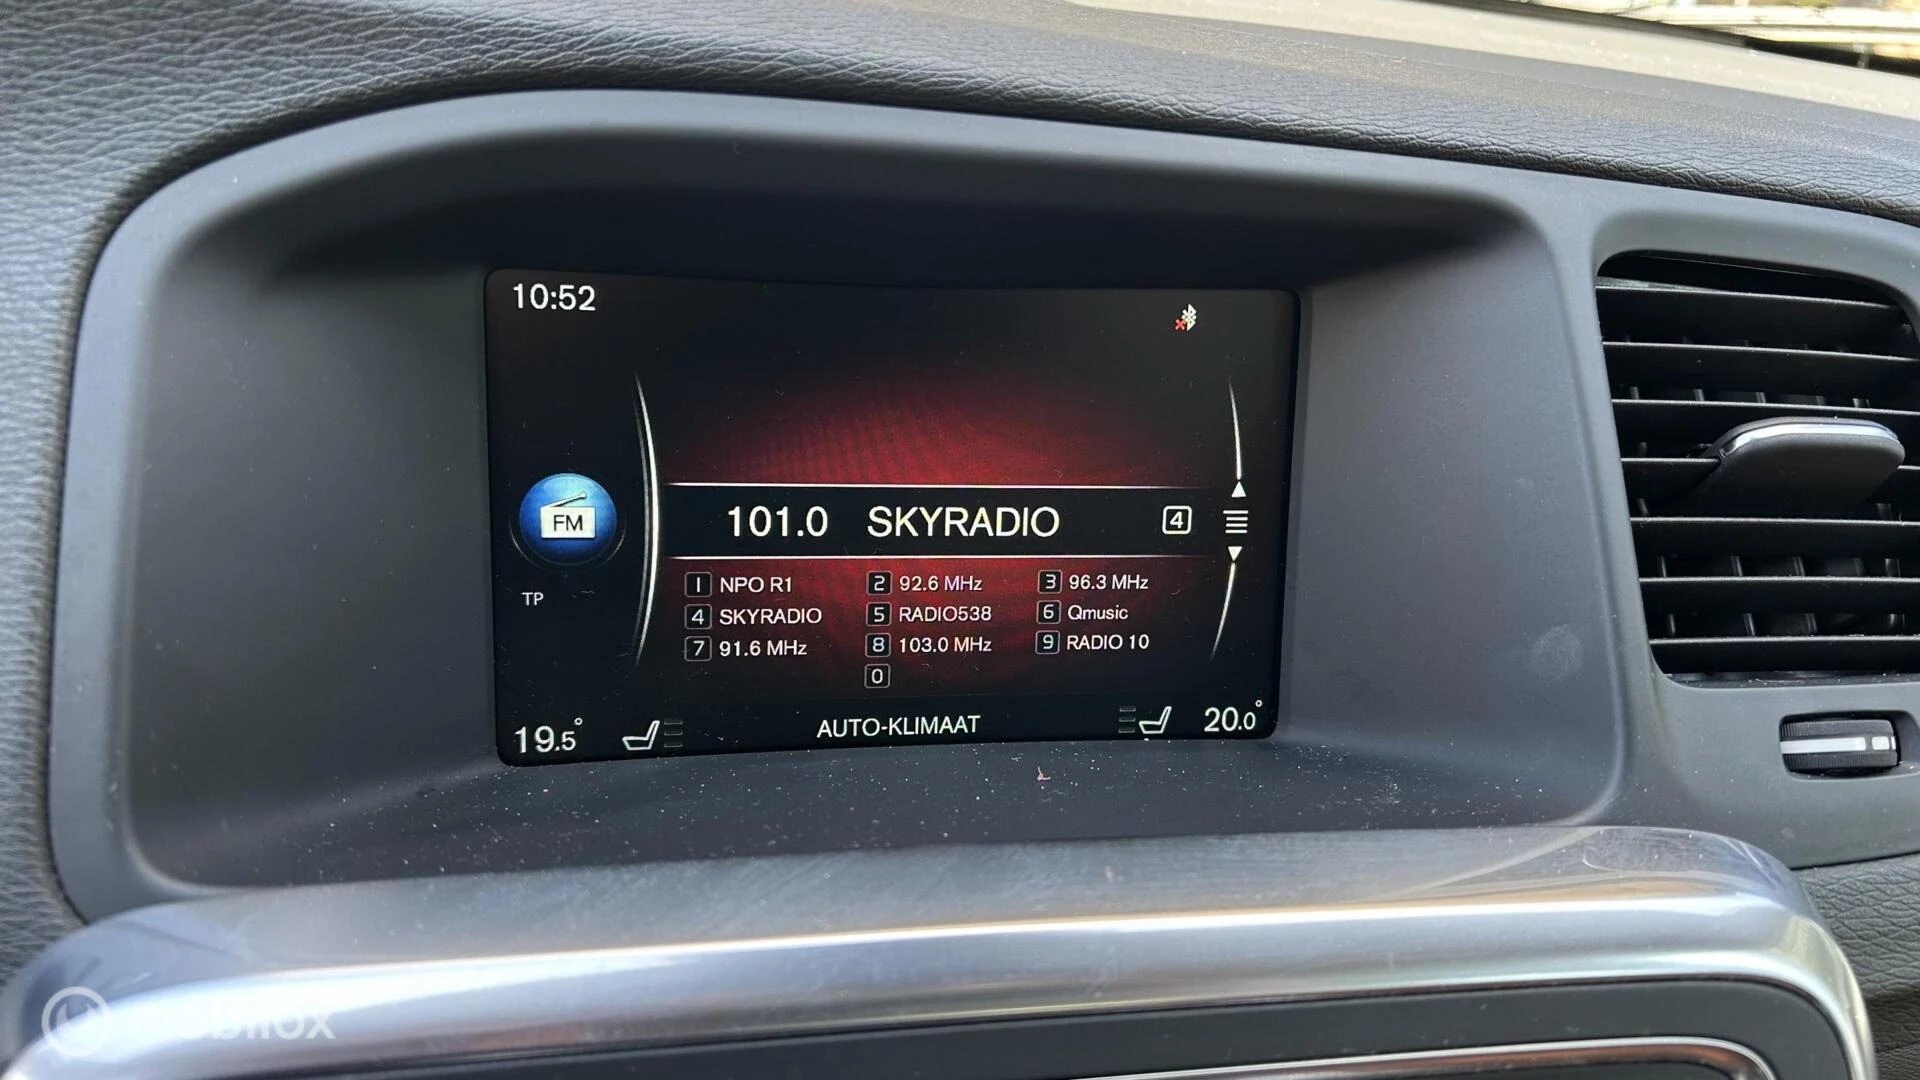 10:52
FM
TP
101.0 SKYRADIO 4
1 NPO R1 2 92.6 MHz 3 96.3 MHz
4 SKYRADIO 5 RADIO538 6 Qmusic
7 91.6 MHz 8 103.0 MHz 9 RADIO 10
0
19.5° AUTO-KLIMAAT 20.0°
mobilox